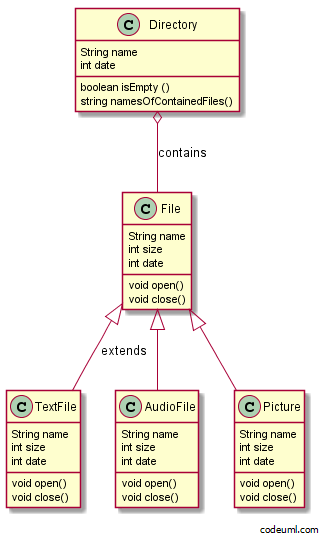 C Directory
String name
int date
boolean isEmpty ()
string namesOfContainedFiles()
contains
C File
String name
int size
int date
void open()
void close()
extends
C TextFile
String name
int size
int date
void open()
void close()
C AudioFile
String name
int size
int date
void open()
void close()
C Picture
String name
int size
int date
void open()
void close()
codeuml.com